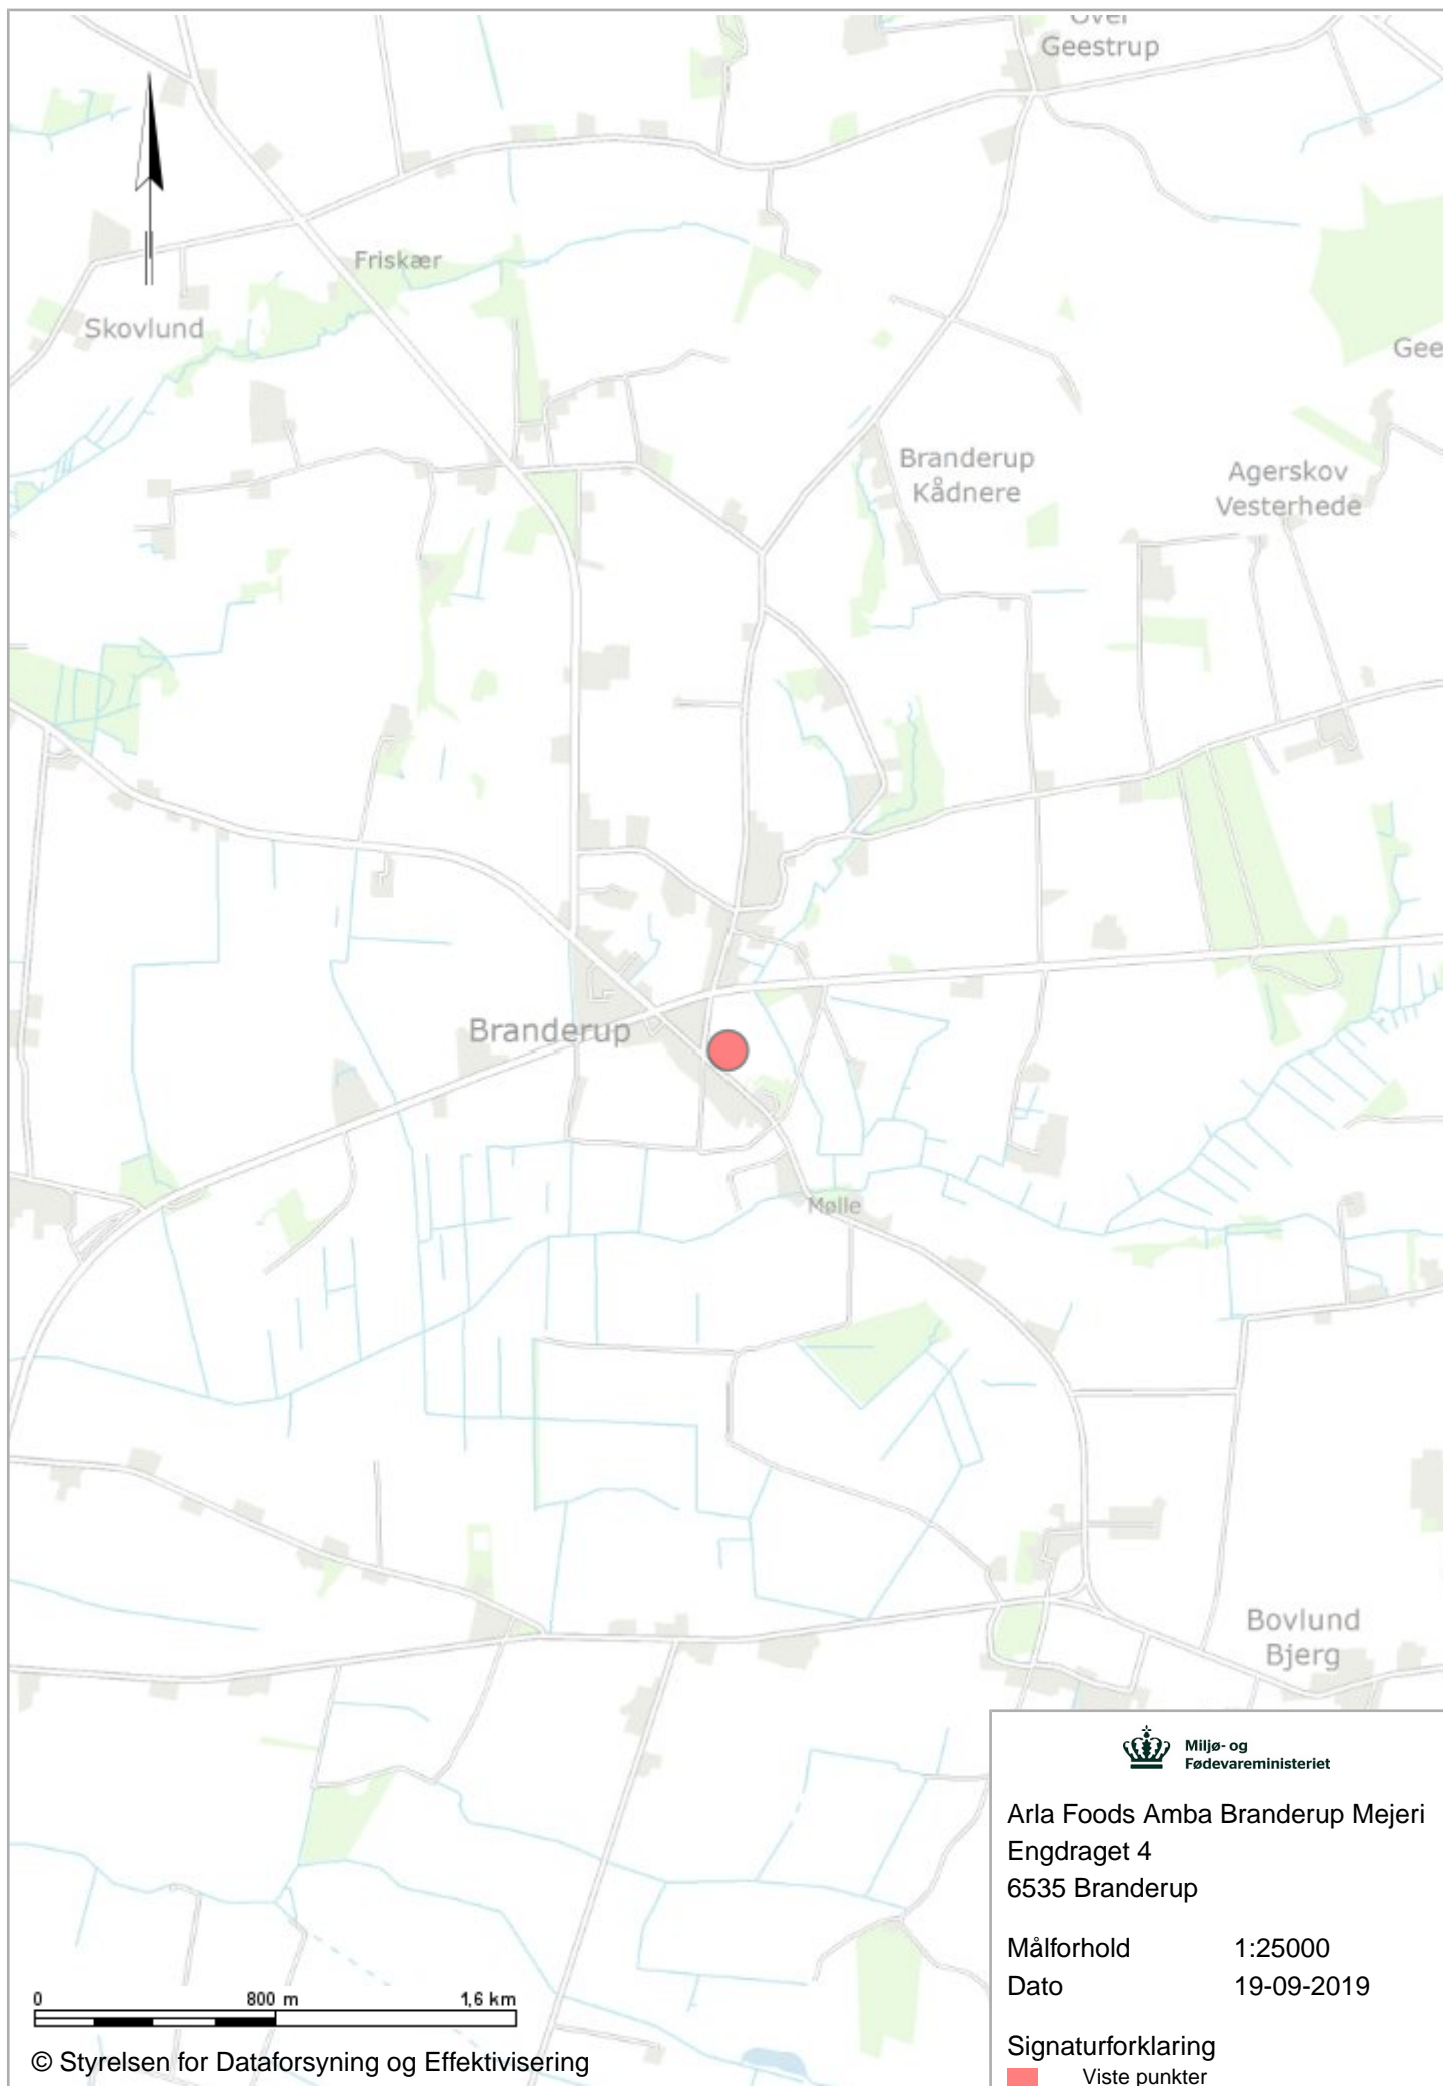 Over
Geestrup
Friskær
Skovlund
Gee
Branderup
Kådnere
Agerskov
Vesterhede
Branderup
Mølle
Bovlund
Bjerg
Miljø- og
Fødevareministeriet
Arla Foods Amba Branderup Mejeri
Engdraget 4
6535 Branderup
Målforhold 1:25000
Dato 19-09-2019
Signaturforklaring
Viste punkter
0 800 m 1,6 km
© Styrelsen for Dataforsyning og Effektivisering